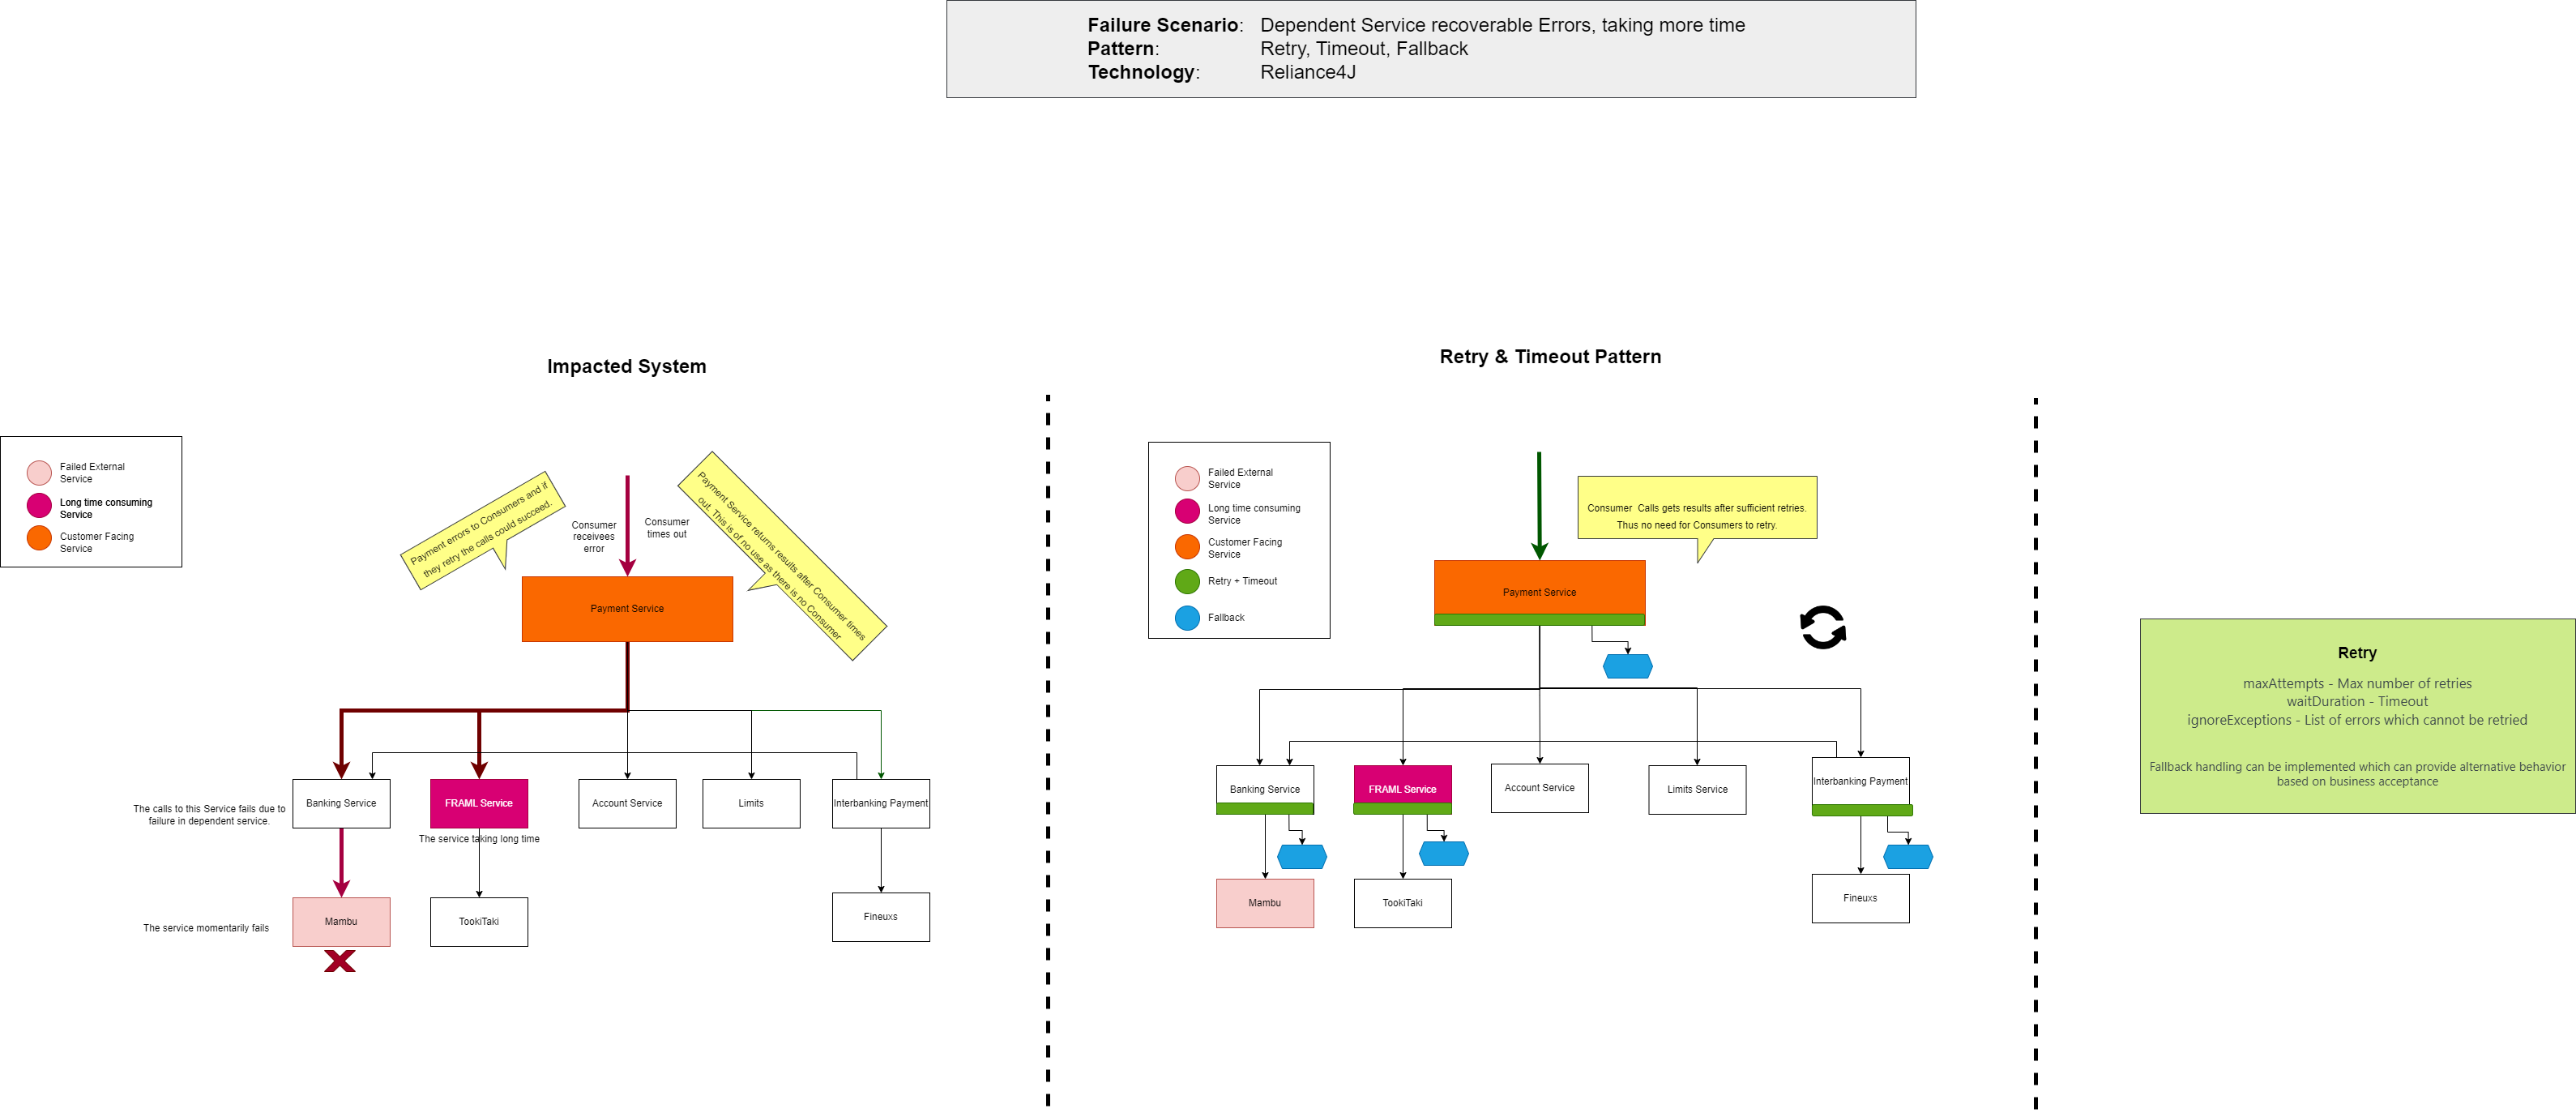 Failure Scenario: Dependent Service recoverable Errors, taking more time
Pattern: Retry, Timeout, Fallback
Technology: Reliance4J
Impacted System
Failed External
Service
Long time consuming
Service
Customer Facing
Service
Payment errors to Consumers and if
they retry the calls could succeed.
Consumer
receivees
error
Consumer
times out
Payment Service returns results after Consumer times
out. This is of no use as there is no Consumer
Payment Service
Banking Service
FRAML Service
Account Service
Limits
Interbanking Payment
The calls to this Service fails due to
failure in dependent service.
The service taking long time
Mambu
TookiTaki
Fineuxs
The service momentarily fails
Retry & Timeout Pattern
Failed External
Service
Long time consuming
Service
Customer Facing
Service
Retry + Timeout
Fallback
Consumer Calls gets results after sufficient retries.
Thus no need for Consumers to retry.
Payment Service
Banking Service
FRAML Service
Account Service
Limits Service
Interbanking Payment
Mambu
TookiTaki
Fineuxs
Retry
maxAttempts - Max number of retries
waitDuration - Timeout
ignoreExceptions - List of errors which cannot be retried
Fallback handling can be implemented which can provide alternative behavior
based on business acceptance